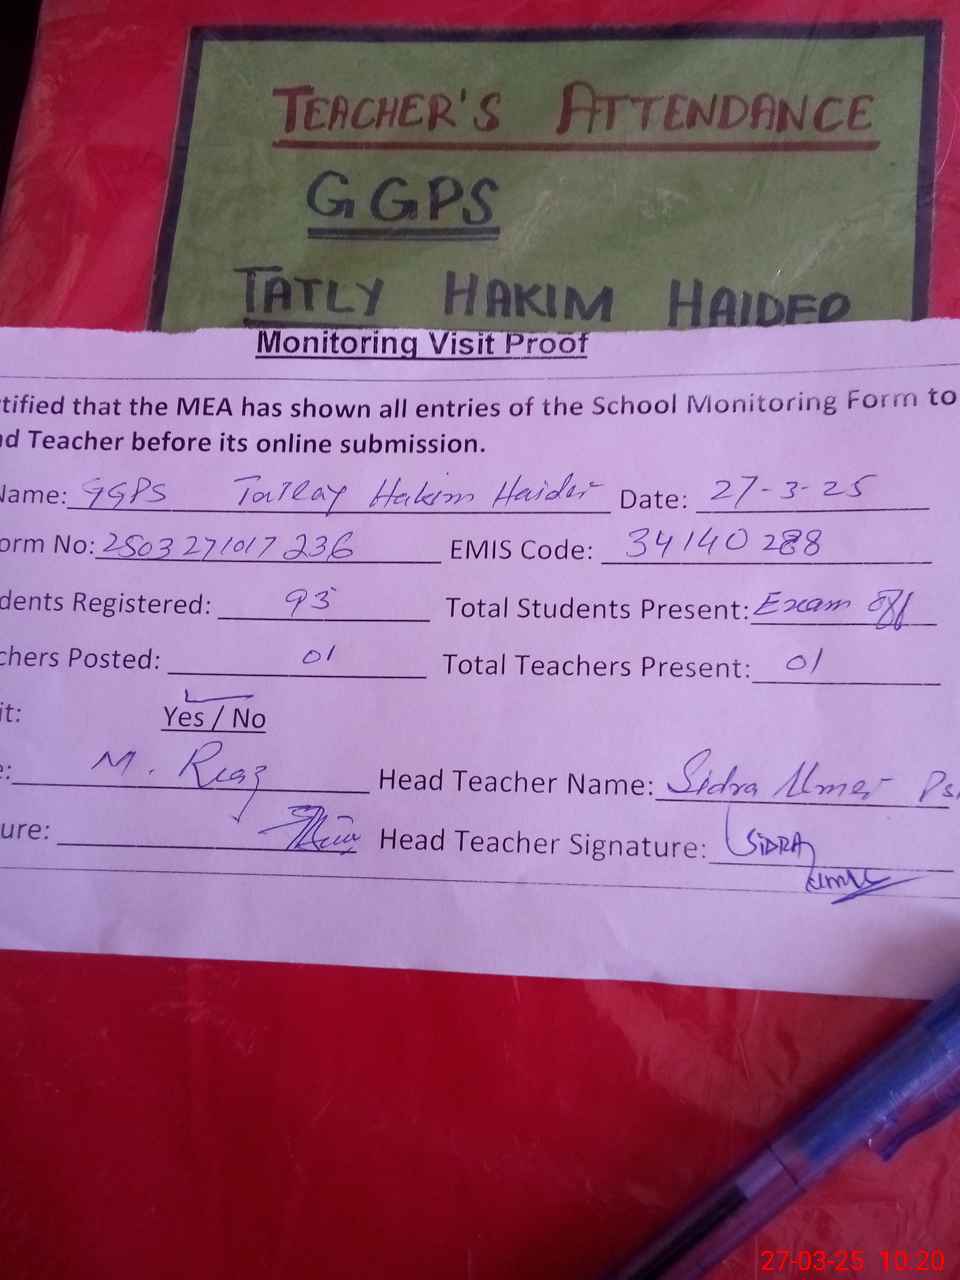 TEACHER'S ATTENDANCE
GGPS
TATLY HAKIM HAIDER
Monitoring Visit Proof
tified that the MEA has shown all entries of the School Monitoring Form to
d Teacher before its online submission.
Name: GGPS Tatlay Hakim Haider Date: 27-3-25
orm No: 2503271017236 EMIS Code: 34140288
dents Registered: 93 Total Students Present: Exam Off
chers Posted: 01 Total Teachers Present: 01
it: Yes / No
e: M. Riaz Head Teacher Name: Sidra Umer
ure: Head Teacher Signature: SIDRA
27-03-25 10:20